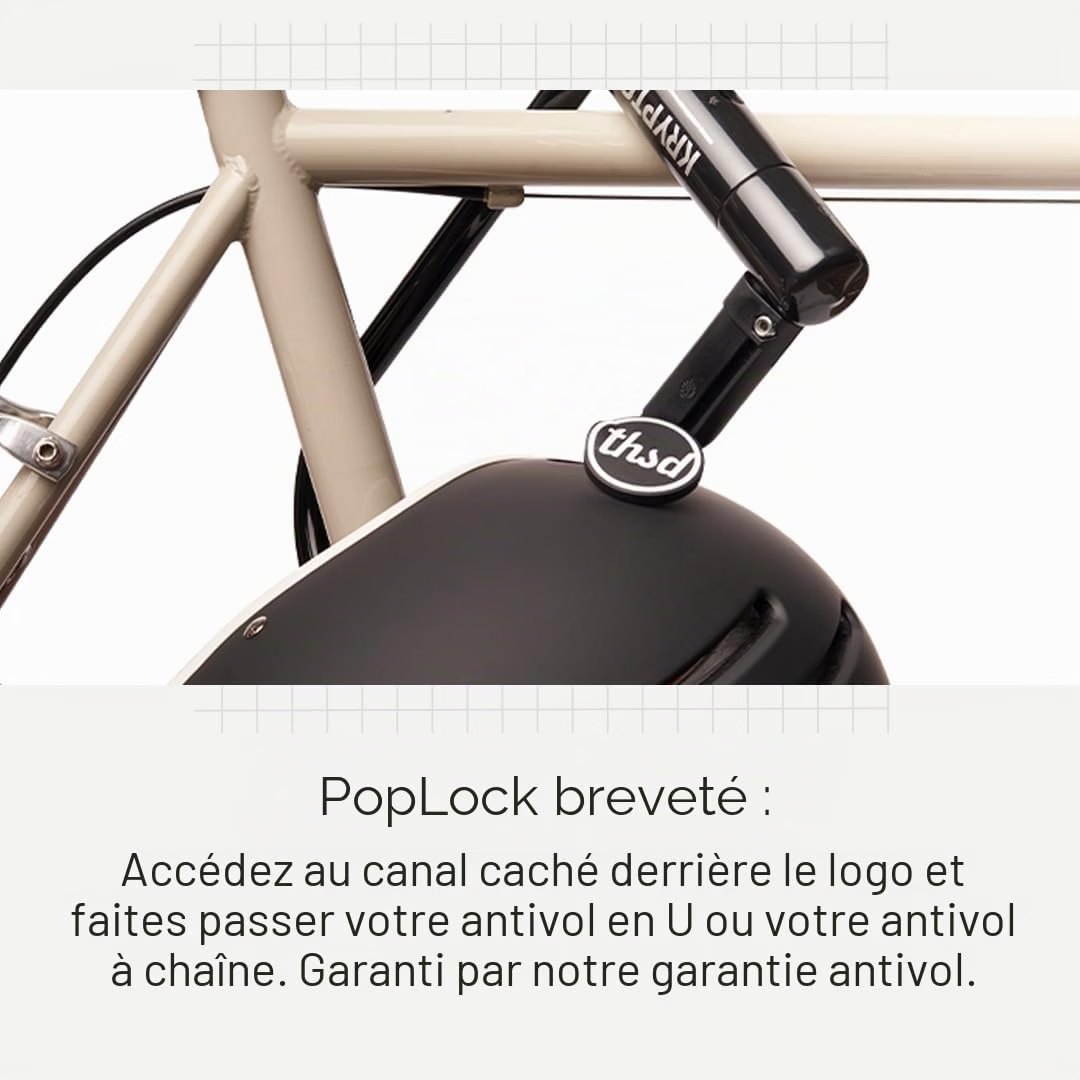 KRYPTO
thsd
PopLock breveté :
Accédez au canal caché derrière le logo et
faites passer votre antivol en U ou votre antivol
à chaîne. Garanti par notre garantie antivol.